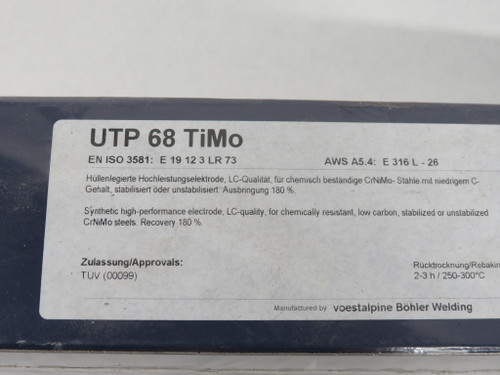 UTP 68 TiMo
EN ISO 3581: E 19 12 3 LR 73 AWS A5.4: E 316 L - 26
Hüllenlegierte Hochleistungselektrode, LC-Qualität, für chemisch beständige CrNiMo- Stähle mit niedrigem C-
Gehalt, stabilisiert oder unstabilisiert Ausbringung 180 %.
Synthetic high-performance electrode, LC-quality, for chemically resistant, low carbon, stabilized or unstabilized
CrNiMo steels. Recovery 180 %.
Zulassung/Approvals: Rücktrocknung/Rebakin
TÜV (00099) 2-3 h / 250-300°C
Manufactured by voestalpine Böhler Welding